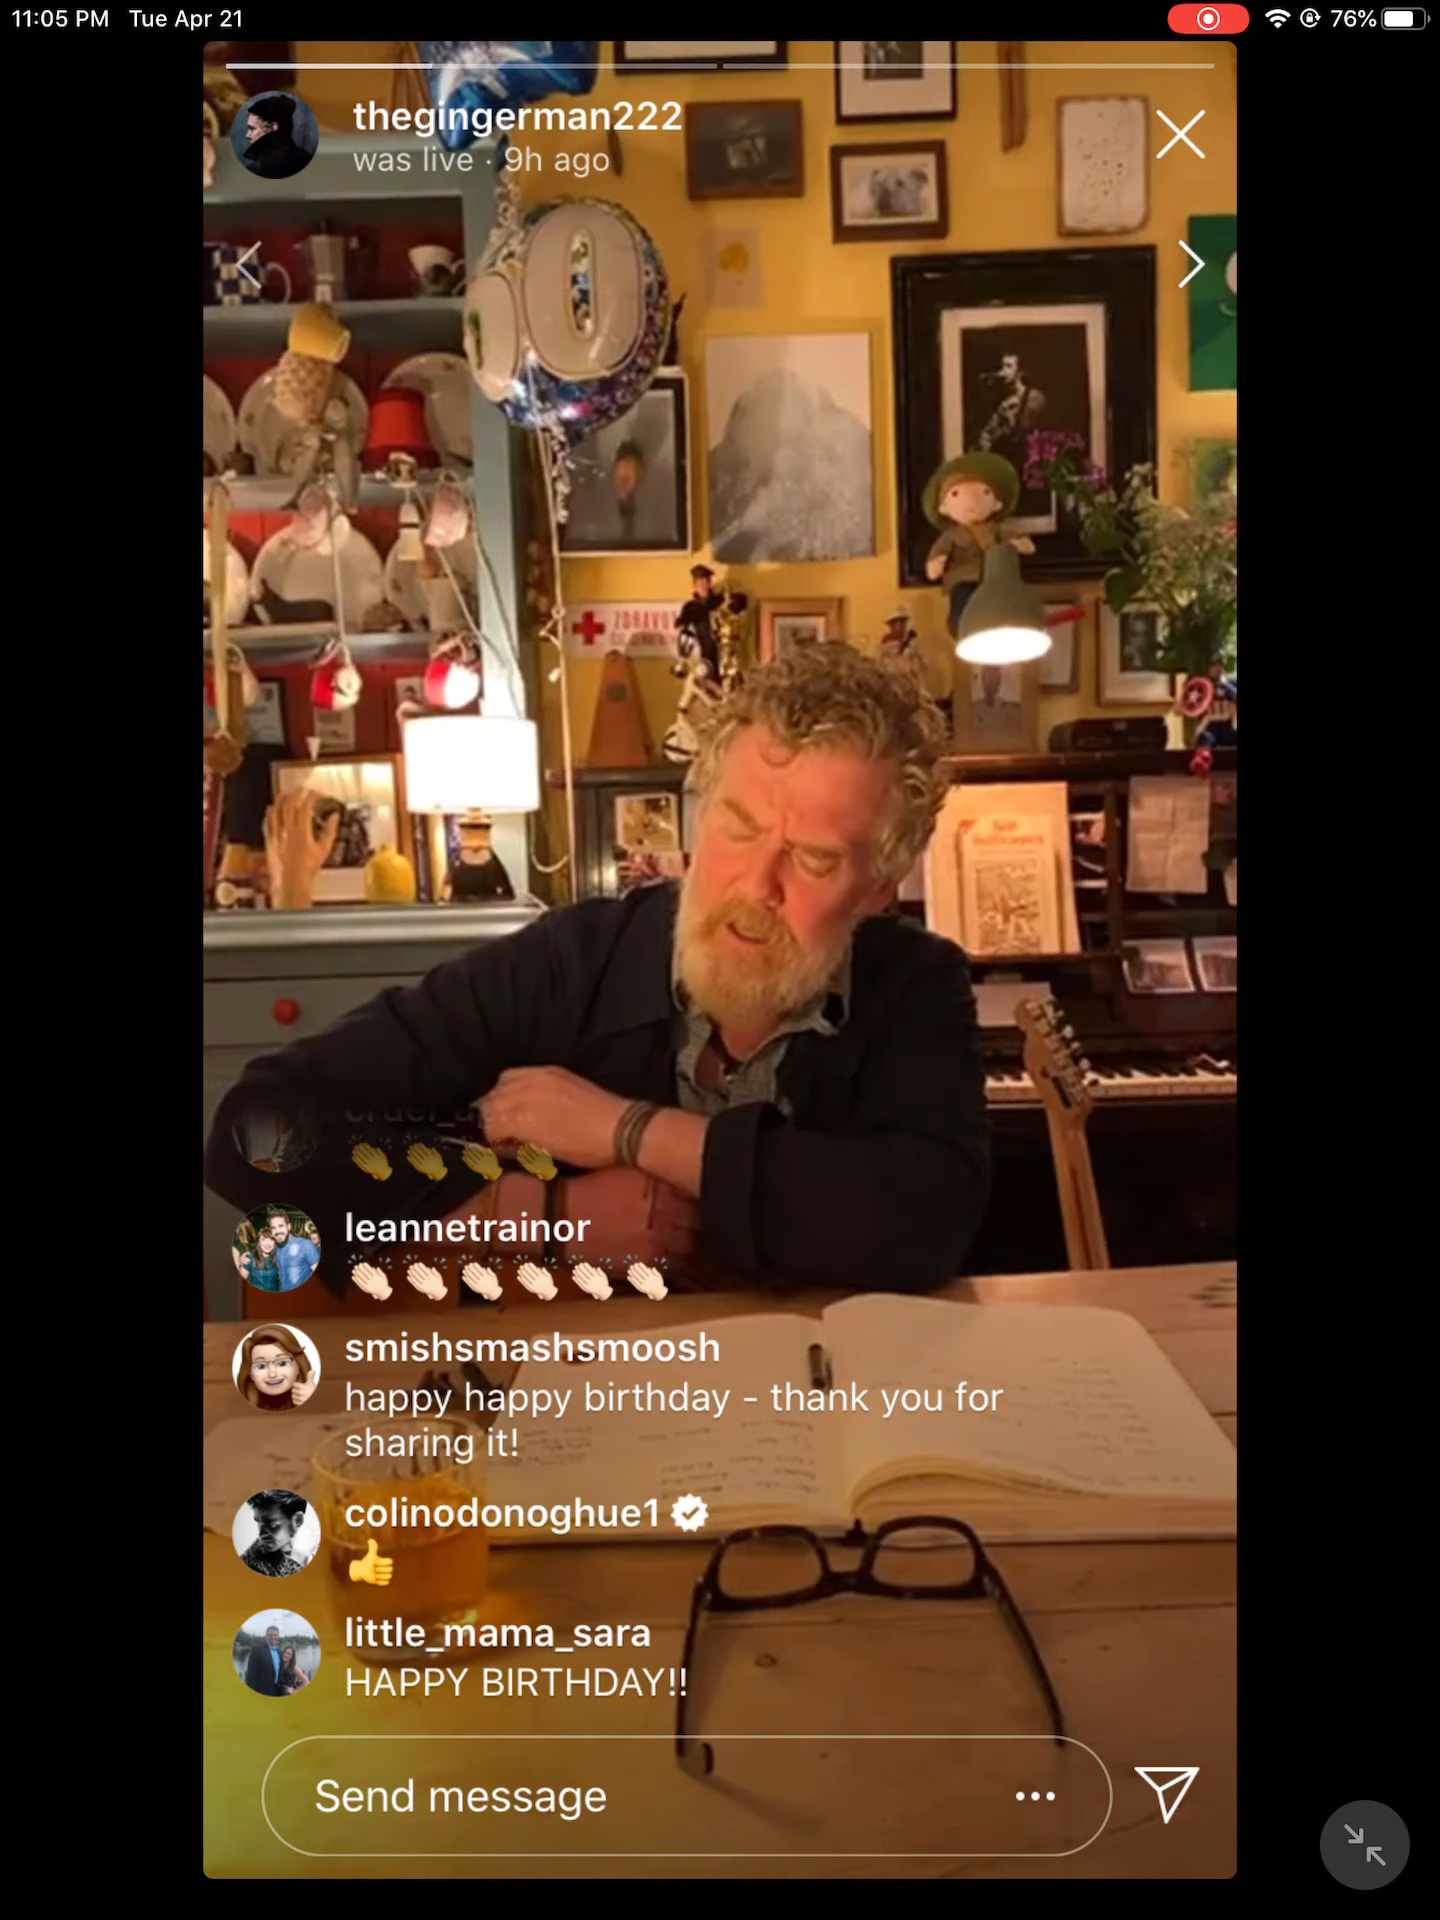 11:05 PM Tue Apr 21
76%
thegingerman222
was live · 9h ago
leannetrainor
👏🏻👏🏻👏🏻👏🏻👏🏻👏🏻
smishsmashsmoosh
happy happy birthday - thank you for
sharing it!
colinodonoghue1
👍
little_mama_sara
HAPPY BIRTHDAY!!
Send message